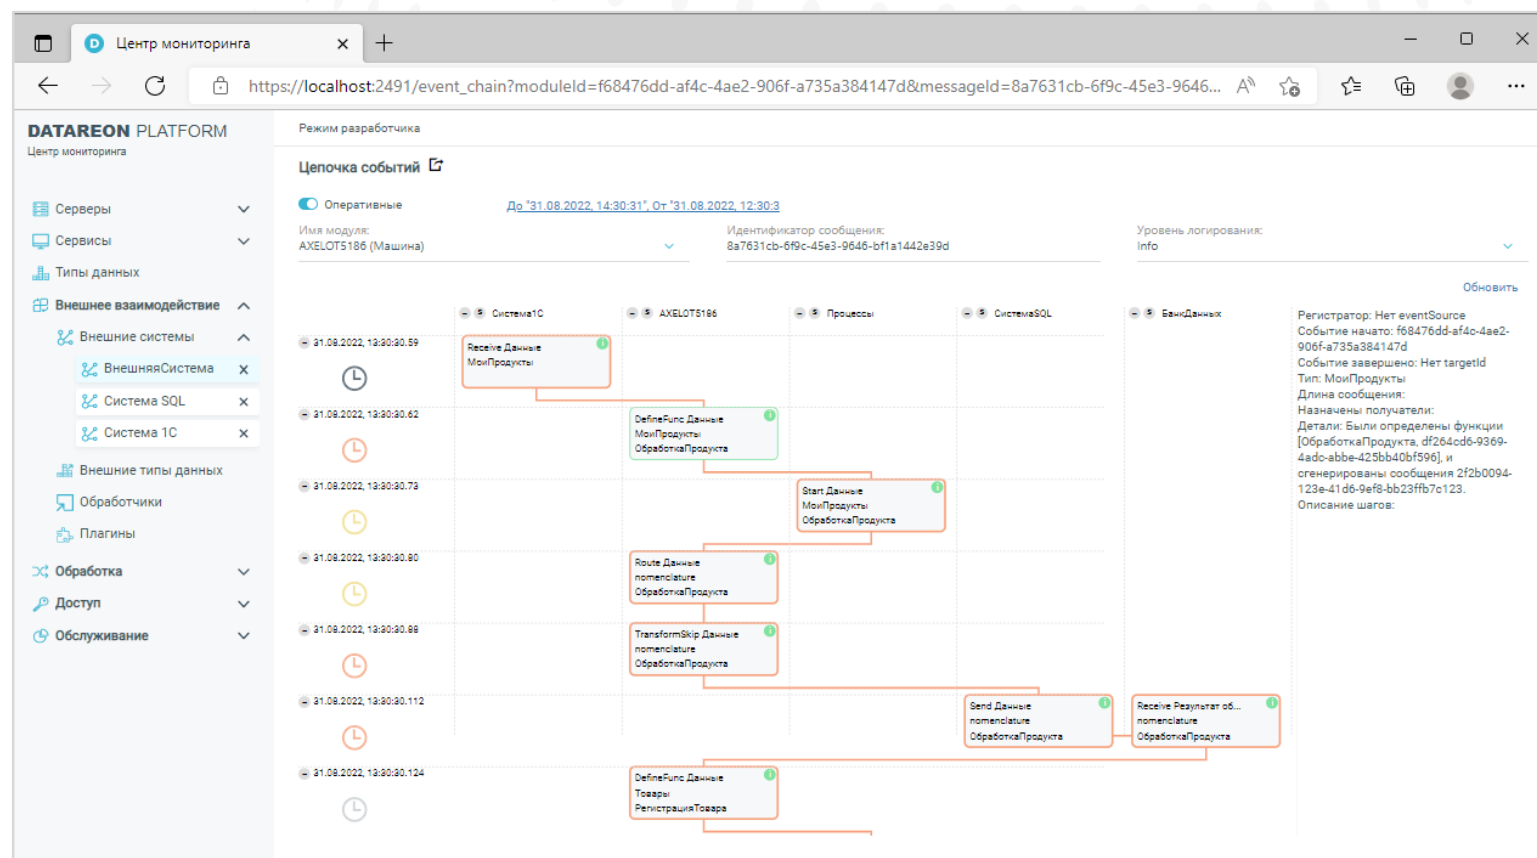 Центр мониторинга
https://localhost:2491/event_chain?moduleId=f68476dd-af4c-4ae2-906f-a735a384147d&messageId=8a7631cb-6f9c-45e3-9646...
DATAREON PLATFORM
Центр мониторинга
Серверы
Сервисы
Типы данных
Внешнее взаимодействие
Внешние системы
ВнешняяСистема
Система SQL
Система 1С
Внешние типы данных
Обработчики
Плагины
Обработка
Доступ
Обслуживание
Режим разработчика
Цепочка событий
Оперативные
До "31.08.2022, 14:30:31", От "31.08.2022, 12:30:3
Имя модуля:
AXELOT5186 (Машина)
Идентификатор сообщения:
8a7631cb-6f9c-45e3-9646-bf1a1442e39d
Уровень логирования:
Info
Обновить
Система1С
AXELOT5186
Процессы
СистемаSQL
БанкДанных
31.08.2022, 13:30:30.59
Receive Данные
МоиПродукты
31.08.2022, 13:30:30.62
DefineFunc Данные
МоиПродукты
ОбработкаПродукта
31.08.2022, 13:30:30.73
Start Данные
МоиПродукты
ОбработкаПродукта
31.08.2022, 13:30:30.80
Route Данные
nomenclature
ОбработкаПродукта
31.08.2022, 13:30:30.88
TransformSkip Данные
nomenclature
ОбработкаПродукта
31.08.2022, 13:30:30.112
Send Данные
nomenclature
ОбработкаПродукта
Receive Результат об...
nomenclature
ОбработкаПродукта
31.08.2022, 13:30:30.124
DefineFunc Данные
Товары
РегистрацияТовара
Регистратор: Нет eventSource
Событие начато: f68476dd-af4c-4ae2-
906f-a735a384147d
Событие завершено: Нет targetId
Тип: МоиПродукты
Длина сообщения:
Назначены получатели:
Детали: Были определены функции
[ОбработкаПродукта, df264cd6-9369-
4adc-abbe-425bb40bf596], и
сгенерированы сообщения 2f2b0094-
123e-41d6-9ef8-bb23ffb7c123.
Описание шагов: